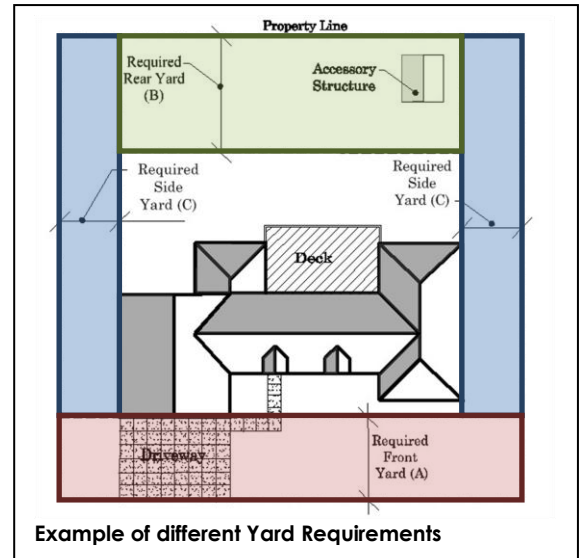 Property Line
Required
Rear Yard
(B)
Accessory
Structure
Required
Side
Yard (C)
Required
Side
Yard (C)
Deck
Driveway
Required
Front
Yard (A)
Example of different Yard Requirements